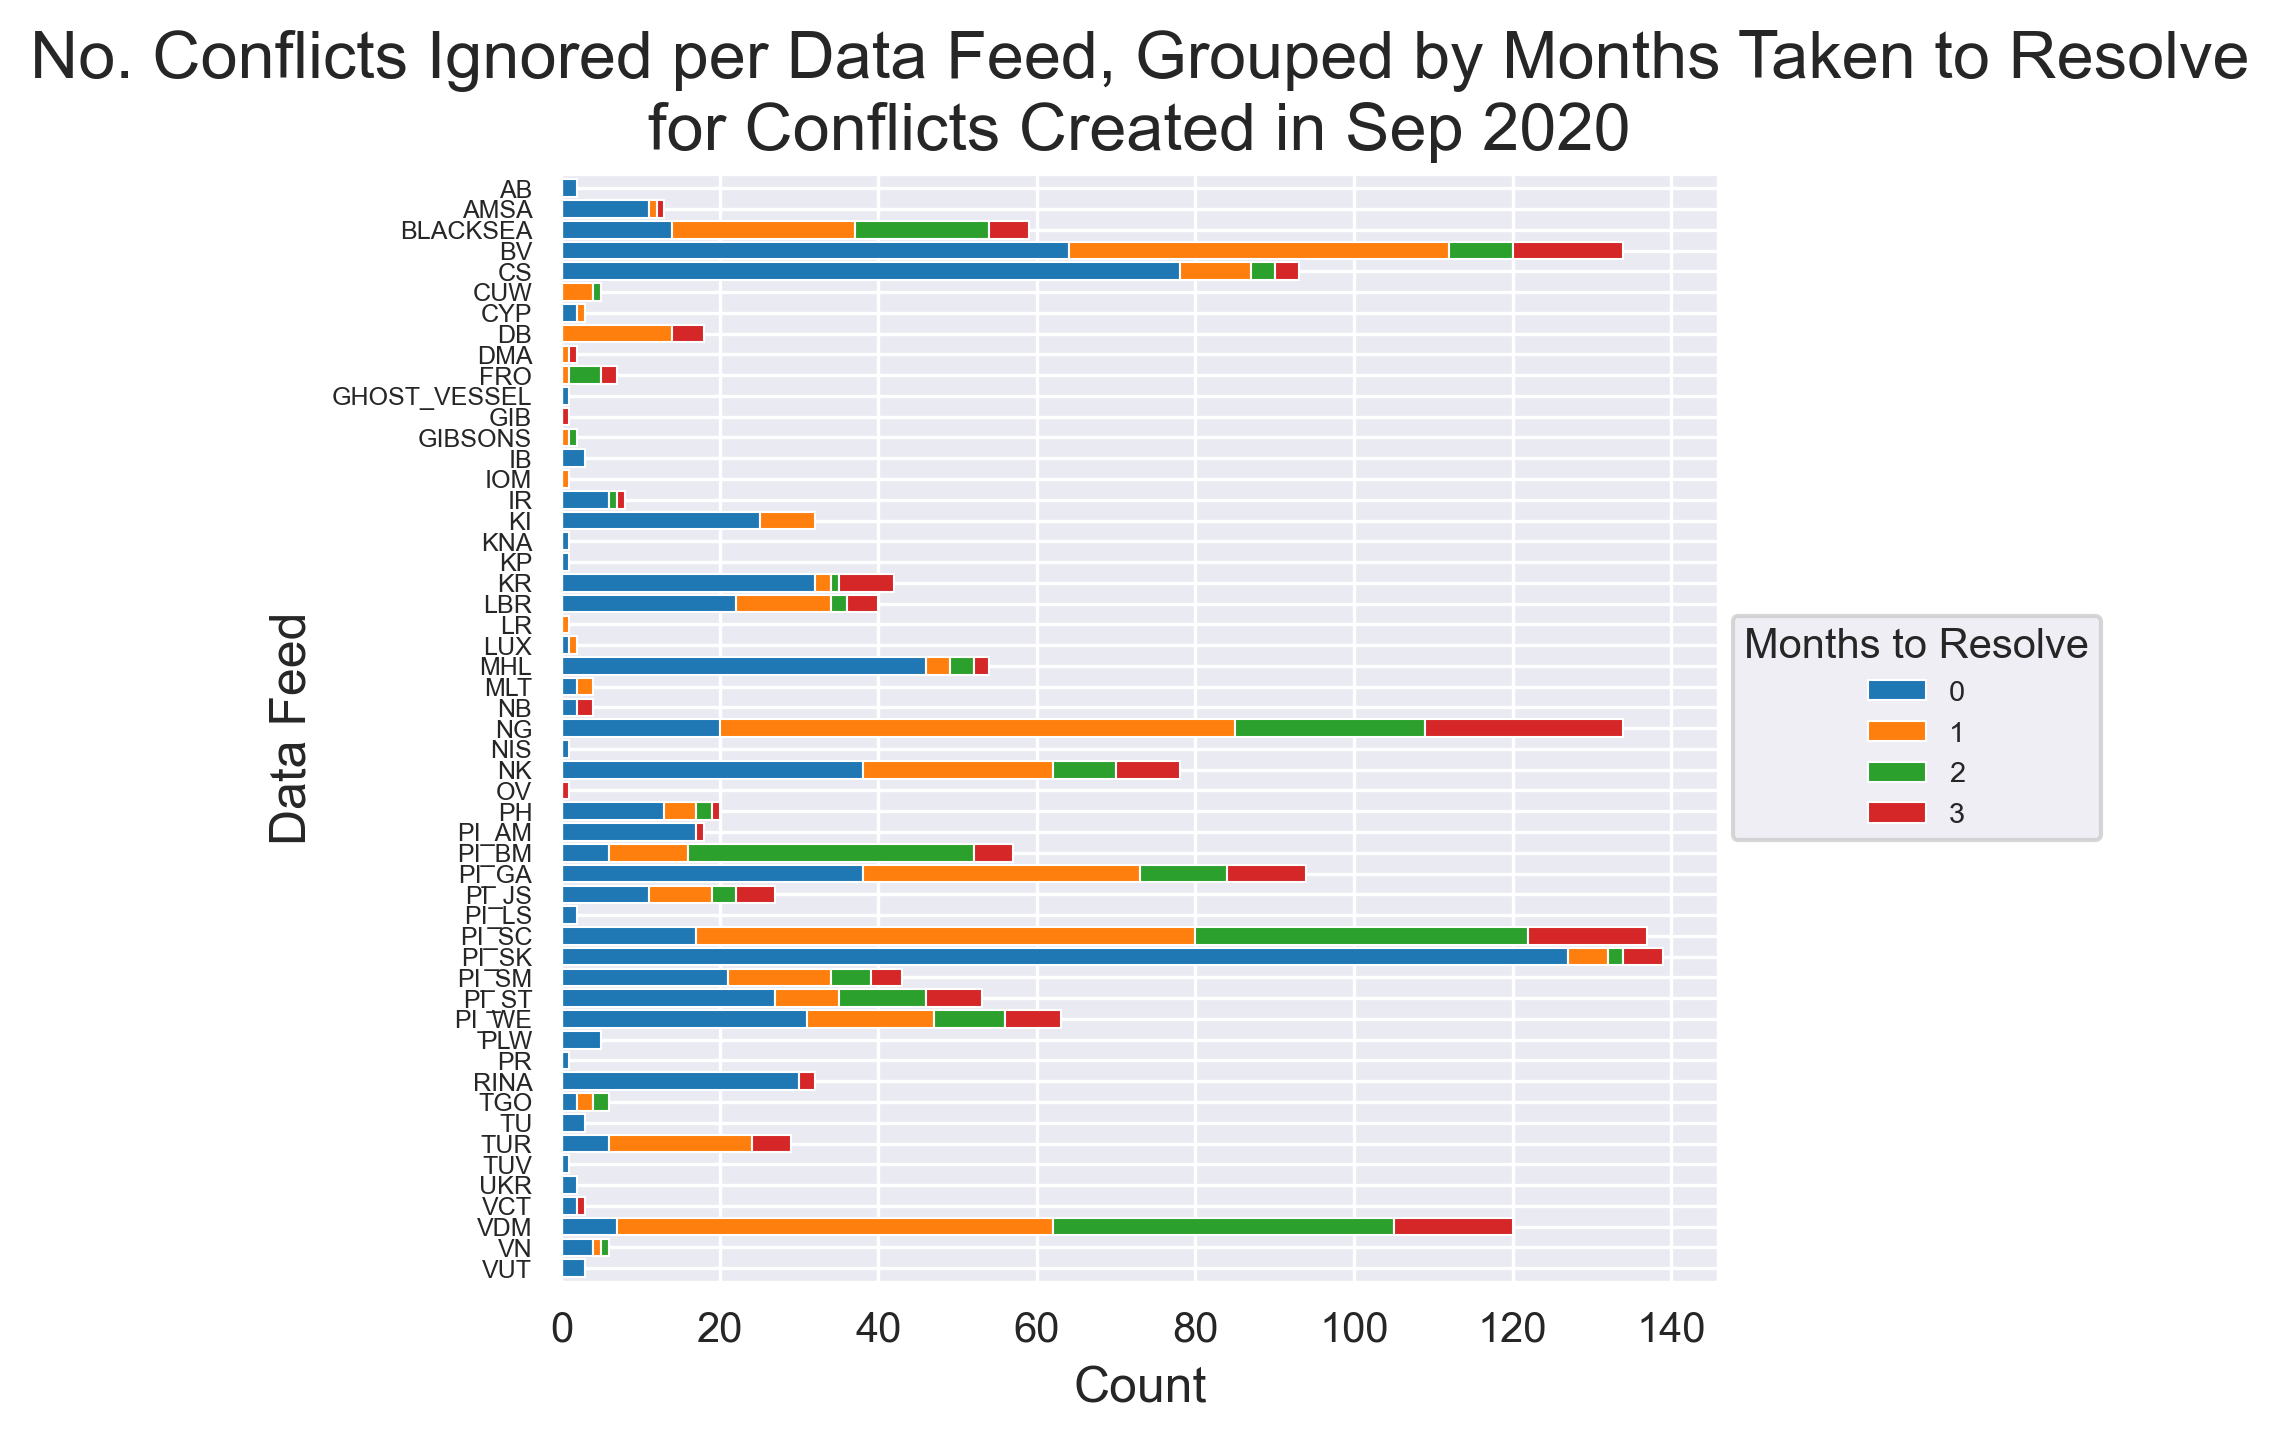 No. Conflicts Ignored per Data Feed, Grouped by Months Taken to Resolve
for Conflicts Created in Sep 2020
AB
AMSA
BLACKSEA
BV
CS
CUW
CYP
DB
DMA
FRO
GHOST_VESSEL
GIB
GIBSONS
IB
IOM
IR
KI
KNA
KP
KR
LBR
LR
LUX
MHL
MLT
NB
NG
NIS
NK
OV
PH
PI_AM
PI_BM
PI_GA
PI_JS
PI_LS
PI_SC
PI_SK
PI_SM
PI_ST
PI_WE
PLW
PR
RINA
TGO
TU
TUR
TUV
UKR
VCT
VDM
VN
VUT
Data Feed
0 20 40 60 80 100 120 140
Count
Months to Resolve
0
1
2
3